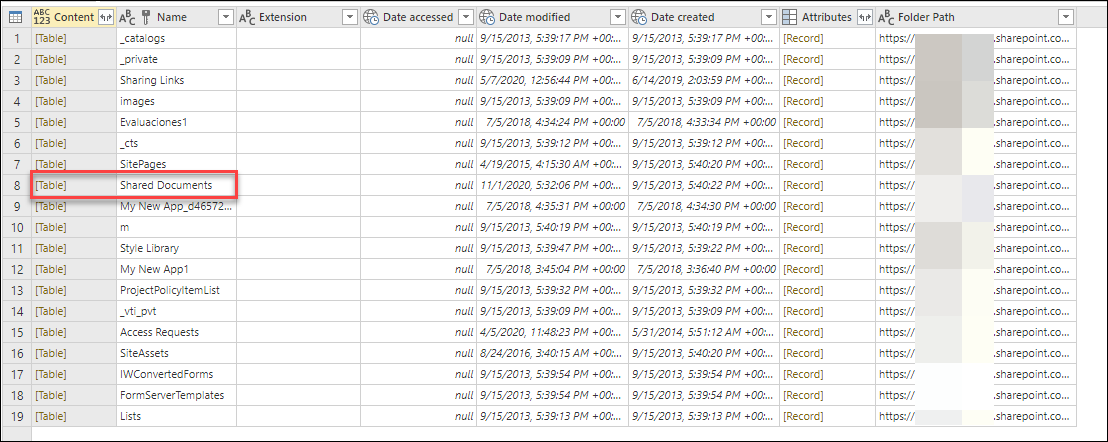 ABC 123 Content ABC Name ABC Extension Date accessed Date modified Date created Attributes ABC Folder Path
1 [Table] _catalogs null 9/15/2013, 5:39:17 PM +00:... 9/15/2013, 5:39:17 PM +00:... [Record] https:// .sharepoint.co...
2 [Table] _private null 9/15/2013, 5:39:09 PM +00:... 9/15/2013, 5:39:09 PM +00:... [Record] https:// .sharepoint.co...
3 [Table] Sharing Links null 5/7/2020, 12:56:44 PM +00:... 6/14/2019, 2:03:59 PM +00:... [Record] https:// .sharepoint.co...
4 [Table] images null 9/15/2013, 5:39:09 PM +00:... 9/15/2013, 5:39:09 PM +00:... [Record] https:// .sharepoint.co...
5 [Table] Evaluaciones1 null 7/5/2018, 4:34:24 PM +00:00 7/5/2018, 4:33:34 PM +00:00 [Record] https:// .sharepoint.co...
6 [Table] _cts null 9/15/2013, 5:39:12 PM +00:... 9/15/2013, 5:39:12 PM +00:... [Record] https:// .sharepoint.co...
7 [Table] SitePages null 4/19/2015, 4:15:30 AM +00:... 9/15/2013, 5:40:20 PM +00:... [Record] https:// .sharepoint.co...
8 [Table] Shared Documents null 11/1/2020, 5:32:06 PM +00:... 9/15/2013, 5:40:22 PM +00:... [Record] https:// .sharepoint.co...
9 [Table] My New App_d46572... null 7/5/2018, 4:35:31 PM +00:00 7/5/2018, 4:34:30 PM +00:00 [Record] https:// .sharepoint.co...
10 [Table] m null 9/15/2013, 5:40:19 PM +00:... 9/15/2013, 5:40:19 PM +00:... [Record] https:// .sharepoint.co...
11 [Table] Style Library null 9/15/2013, 5:39:47 PM +00:... 9/15/2013, 5:39:22 PM +00:... [Record] https:// .sharepoint.co...
12 [Table] My New App1 null 7/5/2018, 3:45:04 PM +00:00 7/5/2018, 3:36:40 PM +00:00 [Record] https:// .sharepoint.co...
13 [Table] ProjectPolicyItemList null 9/15/2013, 5:39:32 PM +00:... 9/15/2013, 5:39:32 PM +00:... [Record] https:// .sharepoint.co...
14 [Table] _vti_pvt null 9/15/2013, 5:39:09 PM +00:... 9/15/2013, 5:39:09 PM +00:... [Record] https:// .sharepoint.co...
15 [Table] Access Requests null 4/5/2020, 11:48:23 PM +00:... 5/31/2014, 5:51:12 AM +00:... [Record] https:// .sharepoint.co...
16 [Table] SiteAssets null 8/24/2016, 3:40:15 AM +00:... 9/15/2013, 5:40:20 PM +00:... [Record] https:// .sharepoint.co...
17 [Table] IWConvertedForms null 9/15/2013, 5:39:54 PM +00:... 9/15/2013, 5:39:54 PM +00:... [Record] https:// .sharepoint.co...
18 [Table] FormServerTemplates null 9/15/2013, 5:39:54 PM +00:... 9/15/2013, 5:39:54 PM +00:... [Record] https:// .sharepoint.co...
19 [Table] Lists null 9/15/2013, 5:39:13 PM +00:... 9/15/2013, 5:39:13 PM +00:... [Record] https:// .sharepoint.co...